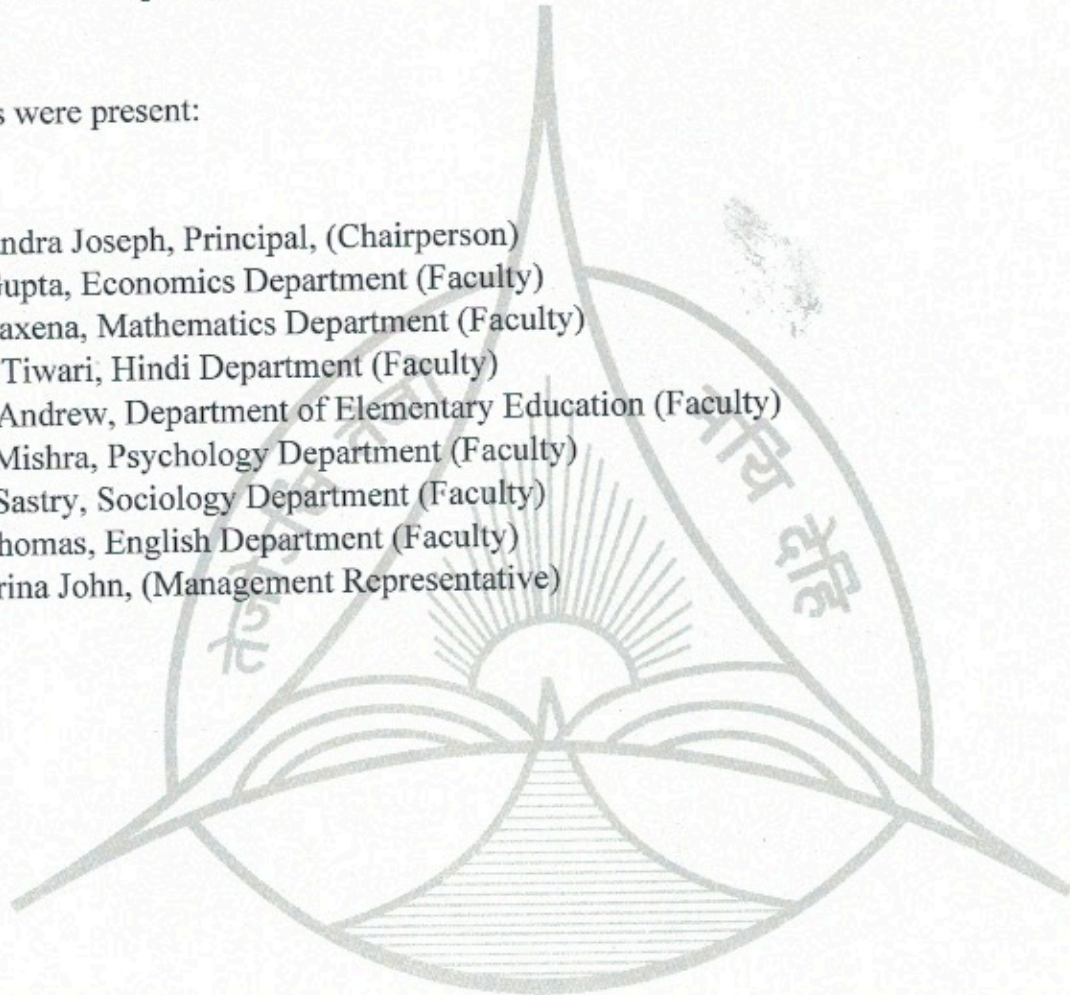 s were present:
ndra Joseph, Principal, (Chairperson)
Gupta, Economics Department (Faculty)
axena, Mathematics Department (Faculty)
Tiwari, Hindi Department (Faculty)
Andrew, Department of Elementary Education (Faculty)
Mishra, Psychology Department (Faculty)
Sastry, Sociology Department (Faculty)
homas, English Department (Faculty)
rina John, (Management Representative)
मयि देहि